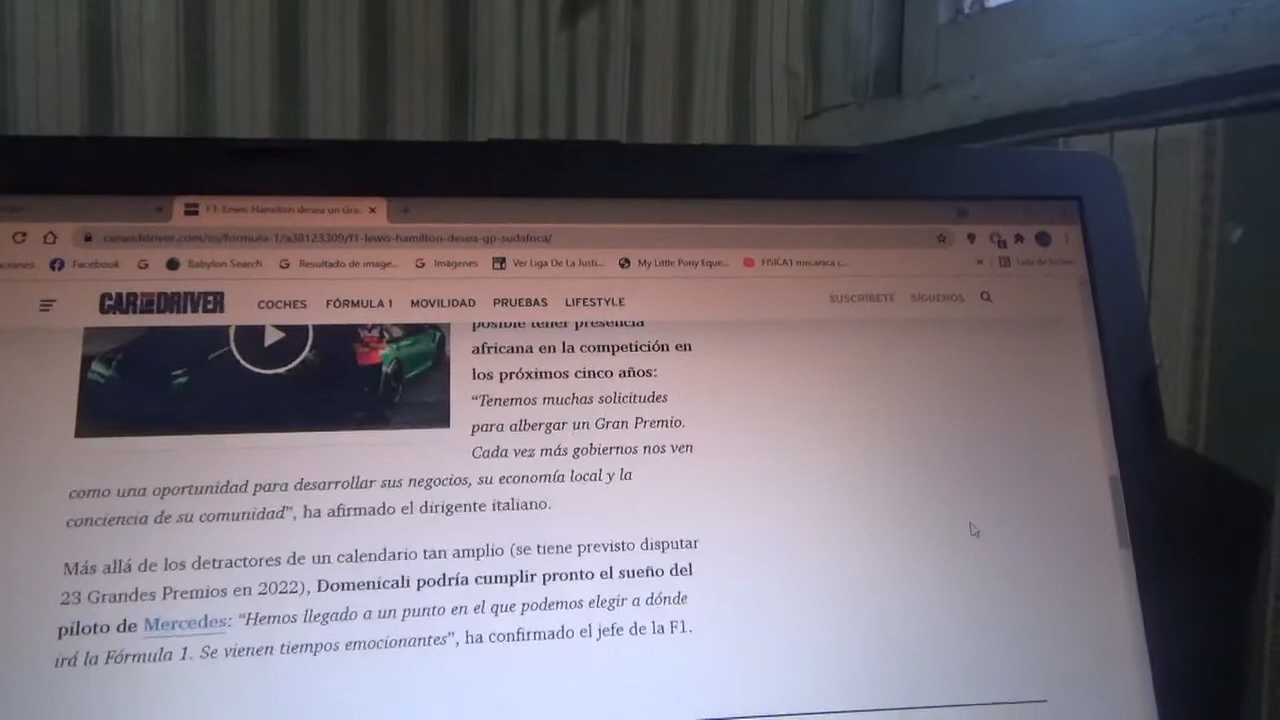 F1: Lewis Hamilton desea un Gra
caranddriver.com/es/formula-1/a38123309/f1-lewis-hamilton-desea-gp-sudafrica/
ciones Facebook G Babylon Search G Resultado de image... G Imágenes Ver Liga De La Justi... My Little Pony Eque... FISICA1 mecanica c... » Lista de lectura
CAR AND DRIVER COCHES FÓRMULA 1 MOVILIDAD PRUEBAS LIFESTYLE SUSCRÍBETE SÍGUENOS
posible tener presencia
africana en la competición en
los próximos cinco años:
“Tenemos muchas solicitudes
para albergar un Gran Premio.
Cada vez más gobiernos nos ven
como una oportunidad para desarrollar sus negocios, su economía local y la
conciencia de su comunidad”, ha afirmado el dirigente italiano.
Más allá de los detractores de un calendario tan amplio (se tiene previsto disputar
23 Grandes Premios en 2022), Domenicali podría cumplir pronto el sueño del
piloto de Mercedes: “Hemos llegado a un punto en el que podemos elegir a dónde
irá la Fórmula 1. Se vienen tiempos emocionantes”, ha confirmado el jefe de la F1.